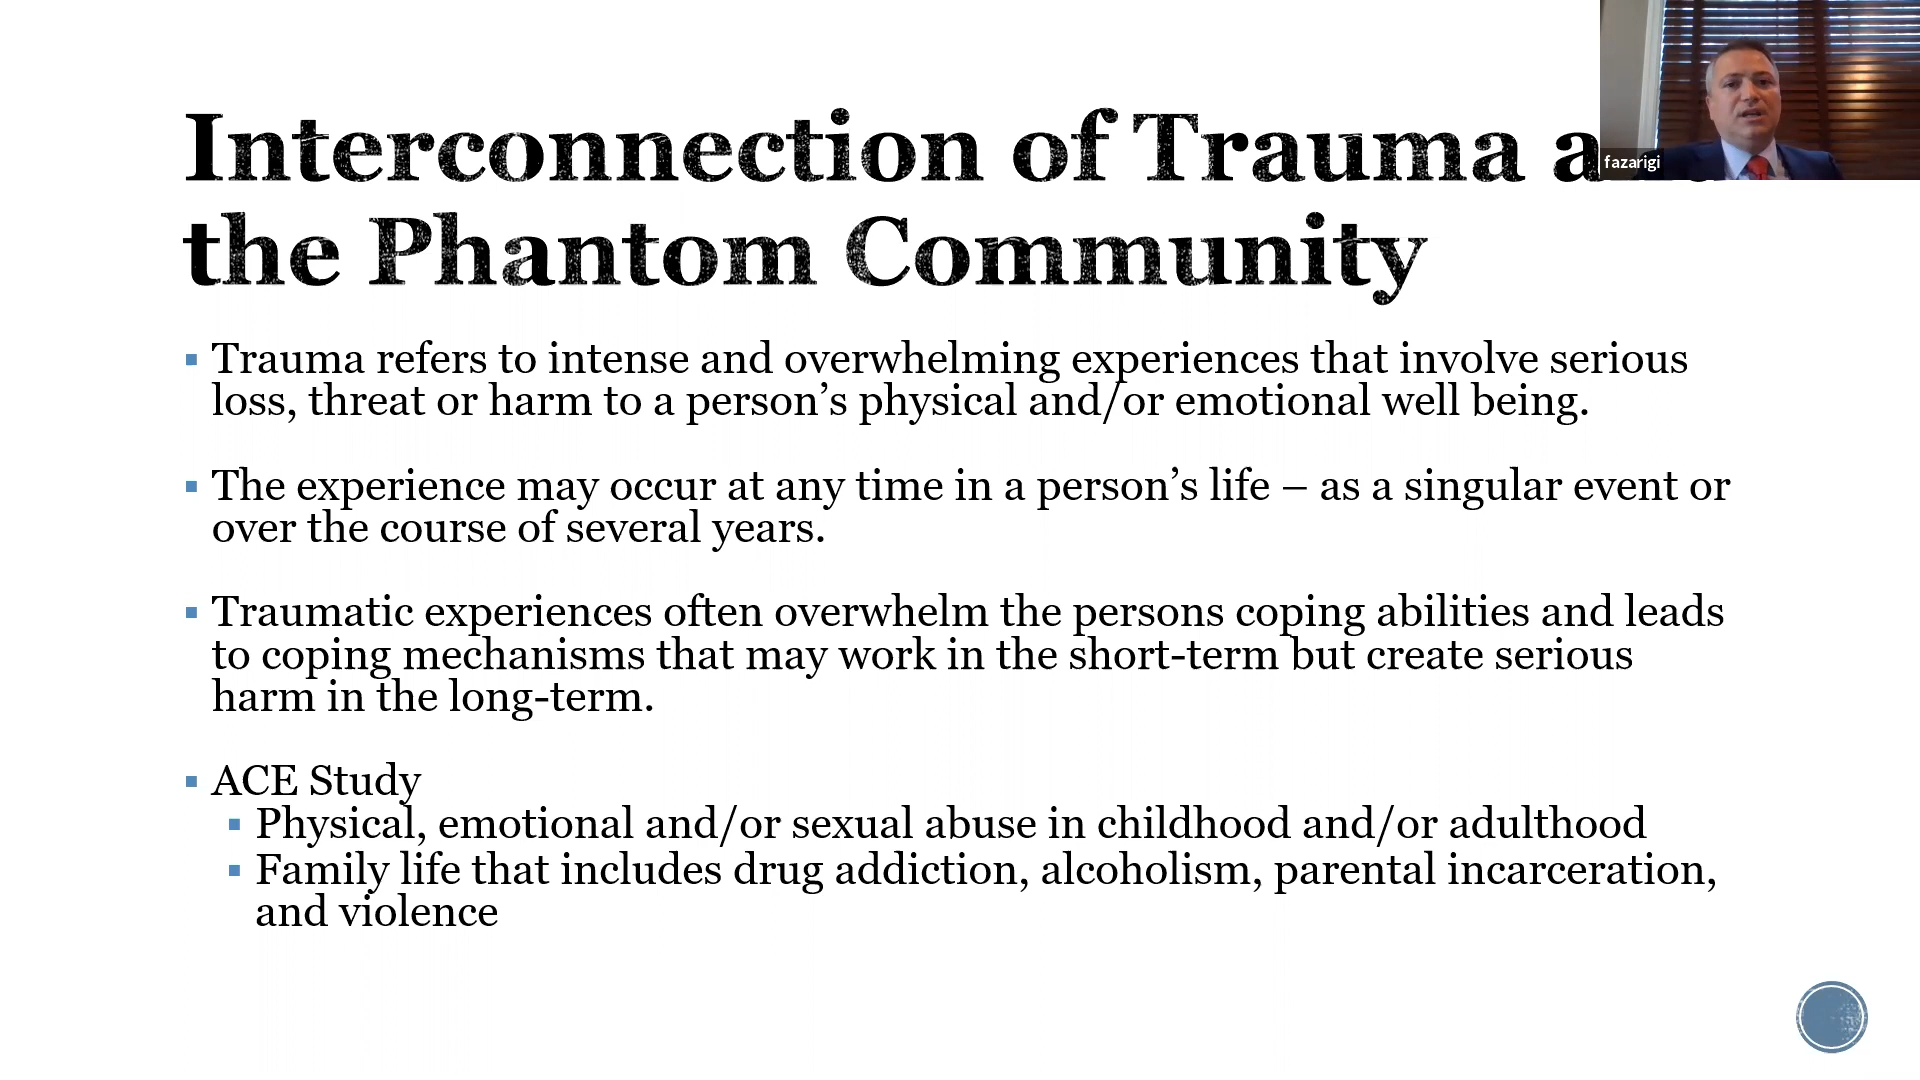 Interconnection of Trauma a
the Phantom Community
fazarigi
▪ Trauma refers to intense and overwhelming experiences that involve serious
loss, threat or harm to a person’s physical and/or emotional well being.
▪ The experience may occur at any time in a person’s life – as a singular event or
over the course of several years.
▪ Traumatic experiences often overwhelm the persons coping abilities and leads
to coping mechanisms that may work in the short-term but create serious
harm in the long-term.
▪ ACE Study
▪ Physical, emotional and/or sexual abuse in childhood and/or adulthood
▪ Family life that includes drug addiction, alcoholism, parental incarceration,
and violence